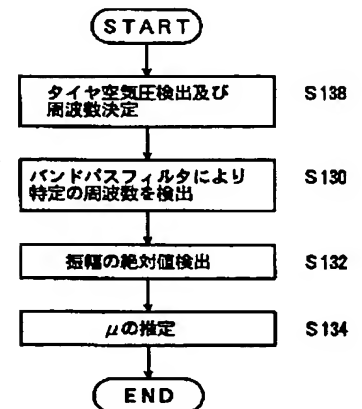 START
タイヤ空気圧検出及び
周波数決定
S138
バンドパスフィルタにより
特定の周波数を検出
S130
振幅の絶対値検出
S132
μの推定
S134
END